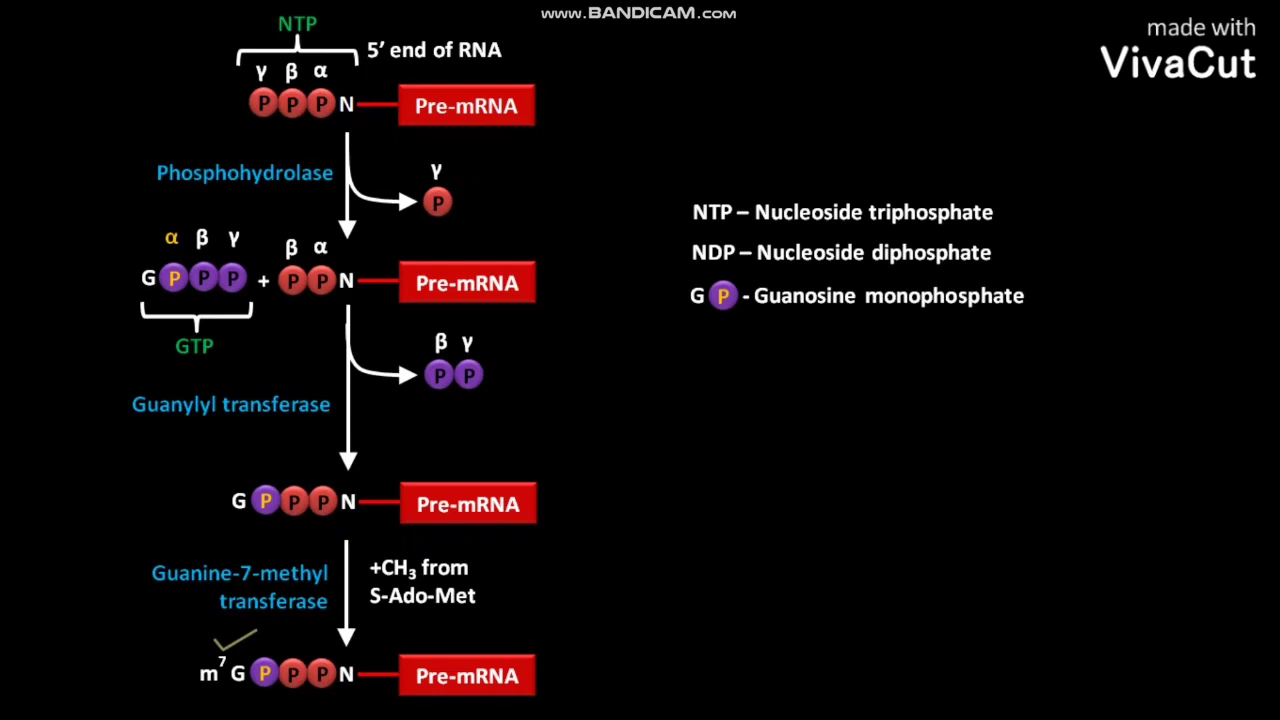 www.BANDICAM.com
made with
VivaCut
NTP
5’ end of RNA
γ β α
P P P N Pre-mRNA
Phosphohydrolase
γ
P
α β γ β α
G P P P + P P N Pre-mRNA
GTP
β γ
P P
Guanylyl transferase
G P P P N Pre-mRNA
Guanine-7-methyl
transferase
+CH₃ from
S-Ado-Met
m⁷ G P P P N Pre-mRNA
NTP – Nucleoside triphosphate
NDP – Nucleoside diphosphate
G P - Guanosine monophosphate